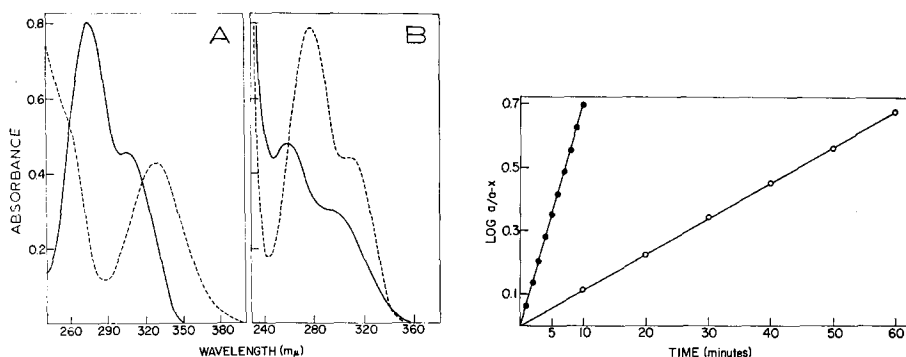 A
B
0.8
0.6
0.4
0.2
ABSORBANCE
260 290 320 350 380
240 280 320 360
WAVELENGTH (mμ)
0.7
0.5
0.3
0.1
LOG a/a-x
5 10 20 30 40 50 60
TIME (minutes)